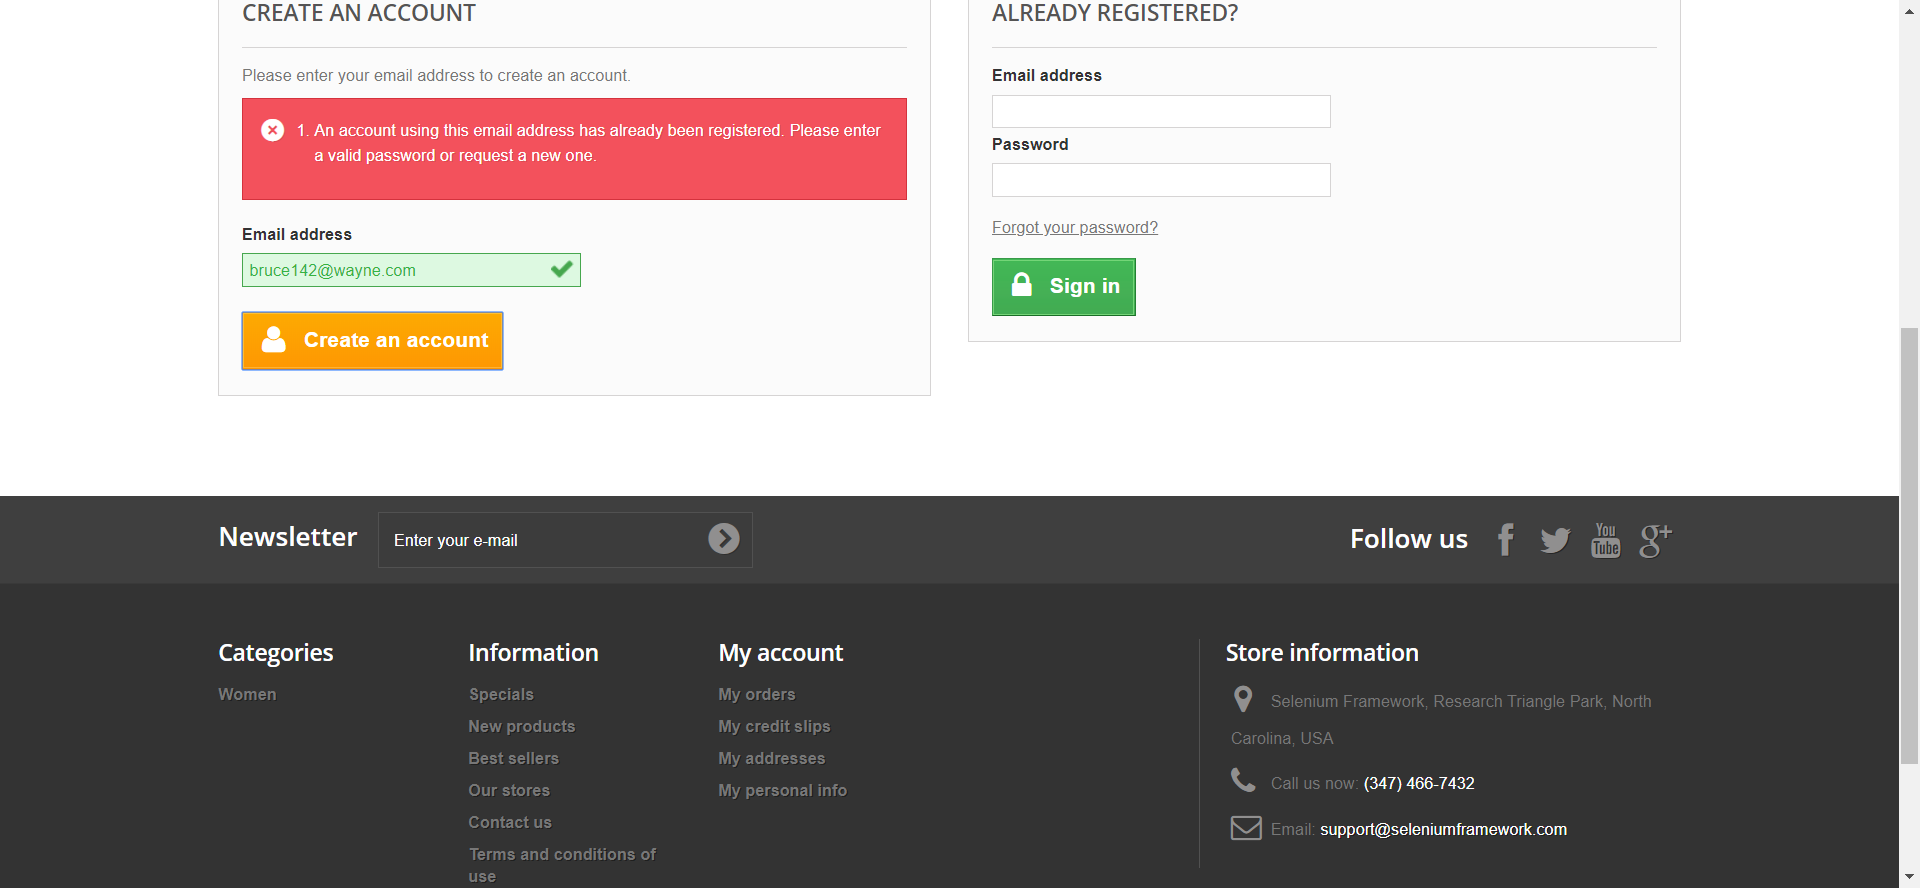 CREATE AN ACCOUNT
Please enter your email address to create an account.
1. An account using this email address has already been registered. Please enter
a valid password or request a new one.
Email address
bruce142@wayne.com
Create an account
ALREADY REGISTERED?
Email address
Password
Forgot your password?
Sign in
Newsletter
Enter your e-mail
Follow us
You
Tube
g+
Categories
Women
Information
Specials
New products
Best sellers
Our stores
Contact us
Terms and conditions of
use
My account
My orders
My credit slips
My addresses
My personal info
Store information
Selenium Framework, Research Triangle Park, North
Carolina, USA
Call us now: (347) 466-7432
Email: support@seleniumframework.com